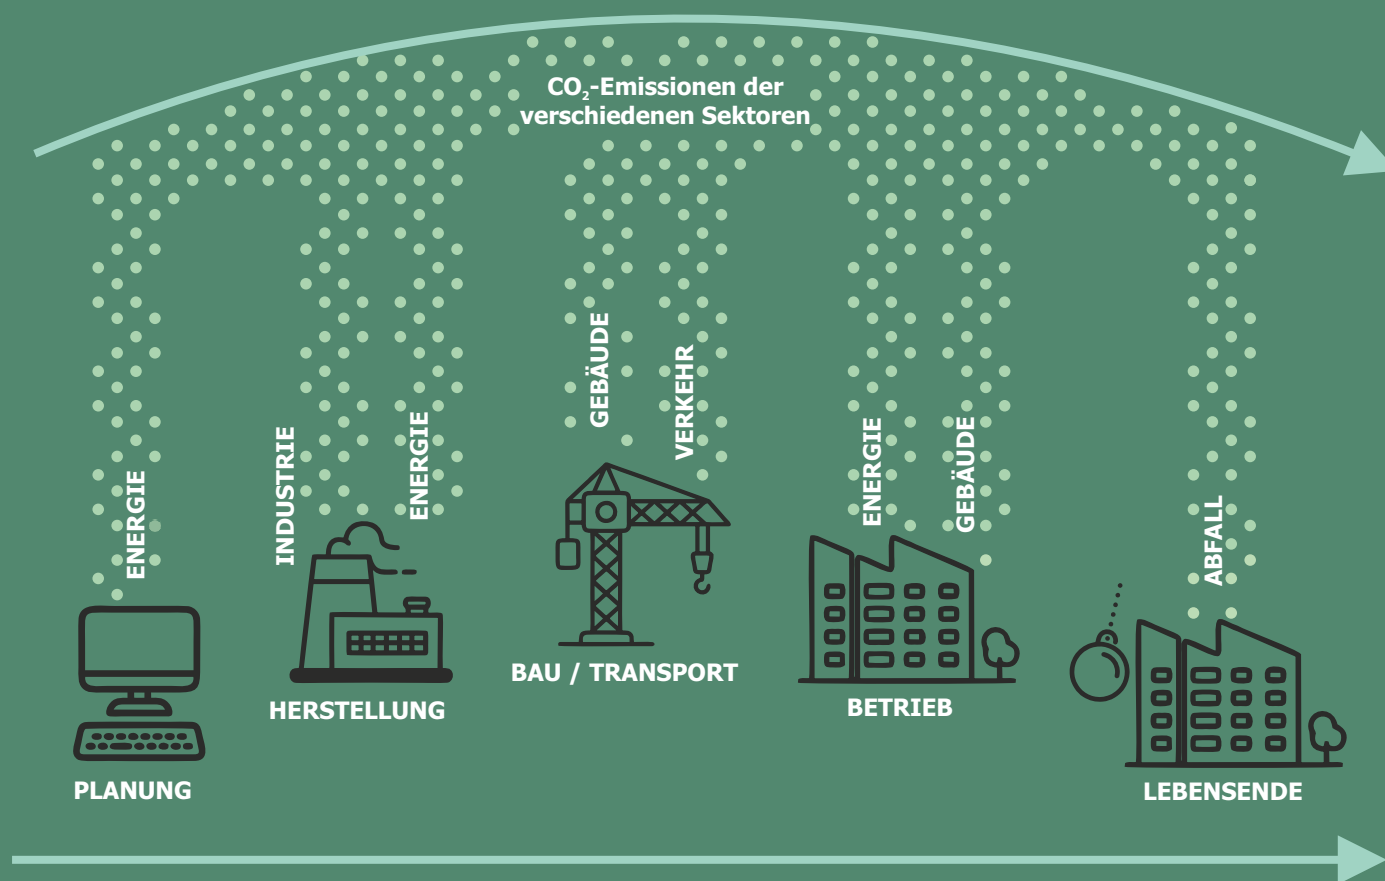 CO₂-Emissionen der
verschiedenen Sektoren
ENERGIE
INDUSTRIE
ENERGIE
GEBÄUDE
VERKEHR
ENERGIE
GEBÄUDE
ABFALL
PLANUNG
HERSTELLUNG
BAU / TRANSPORT
BETRIEB
LEBENSENDE